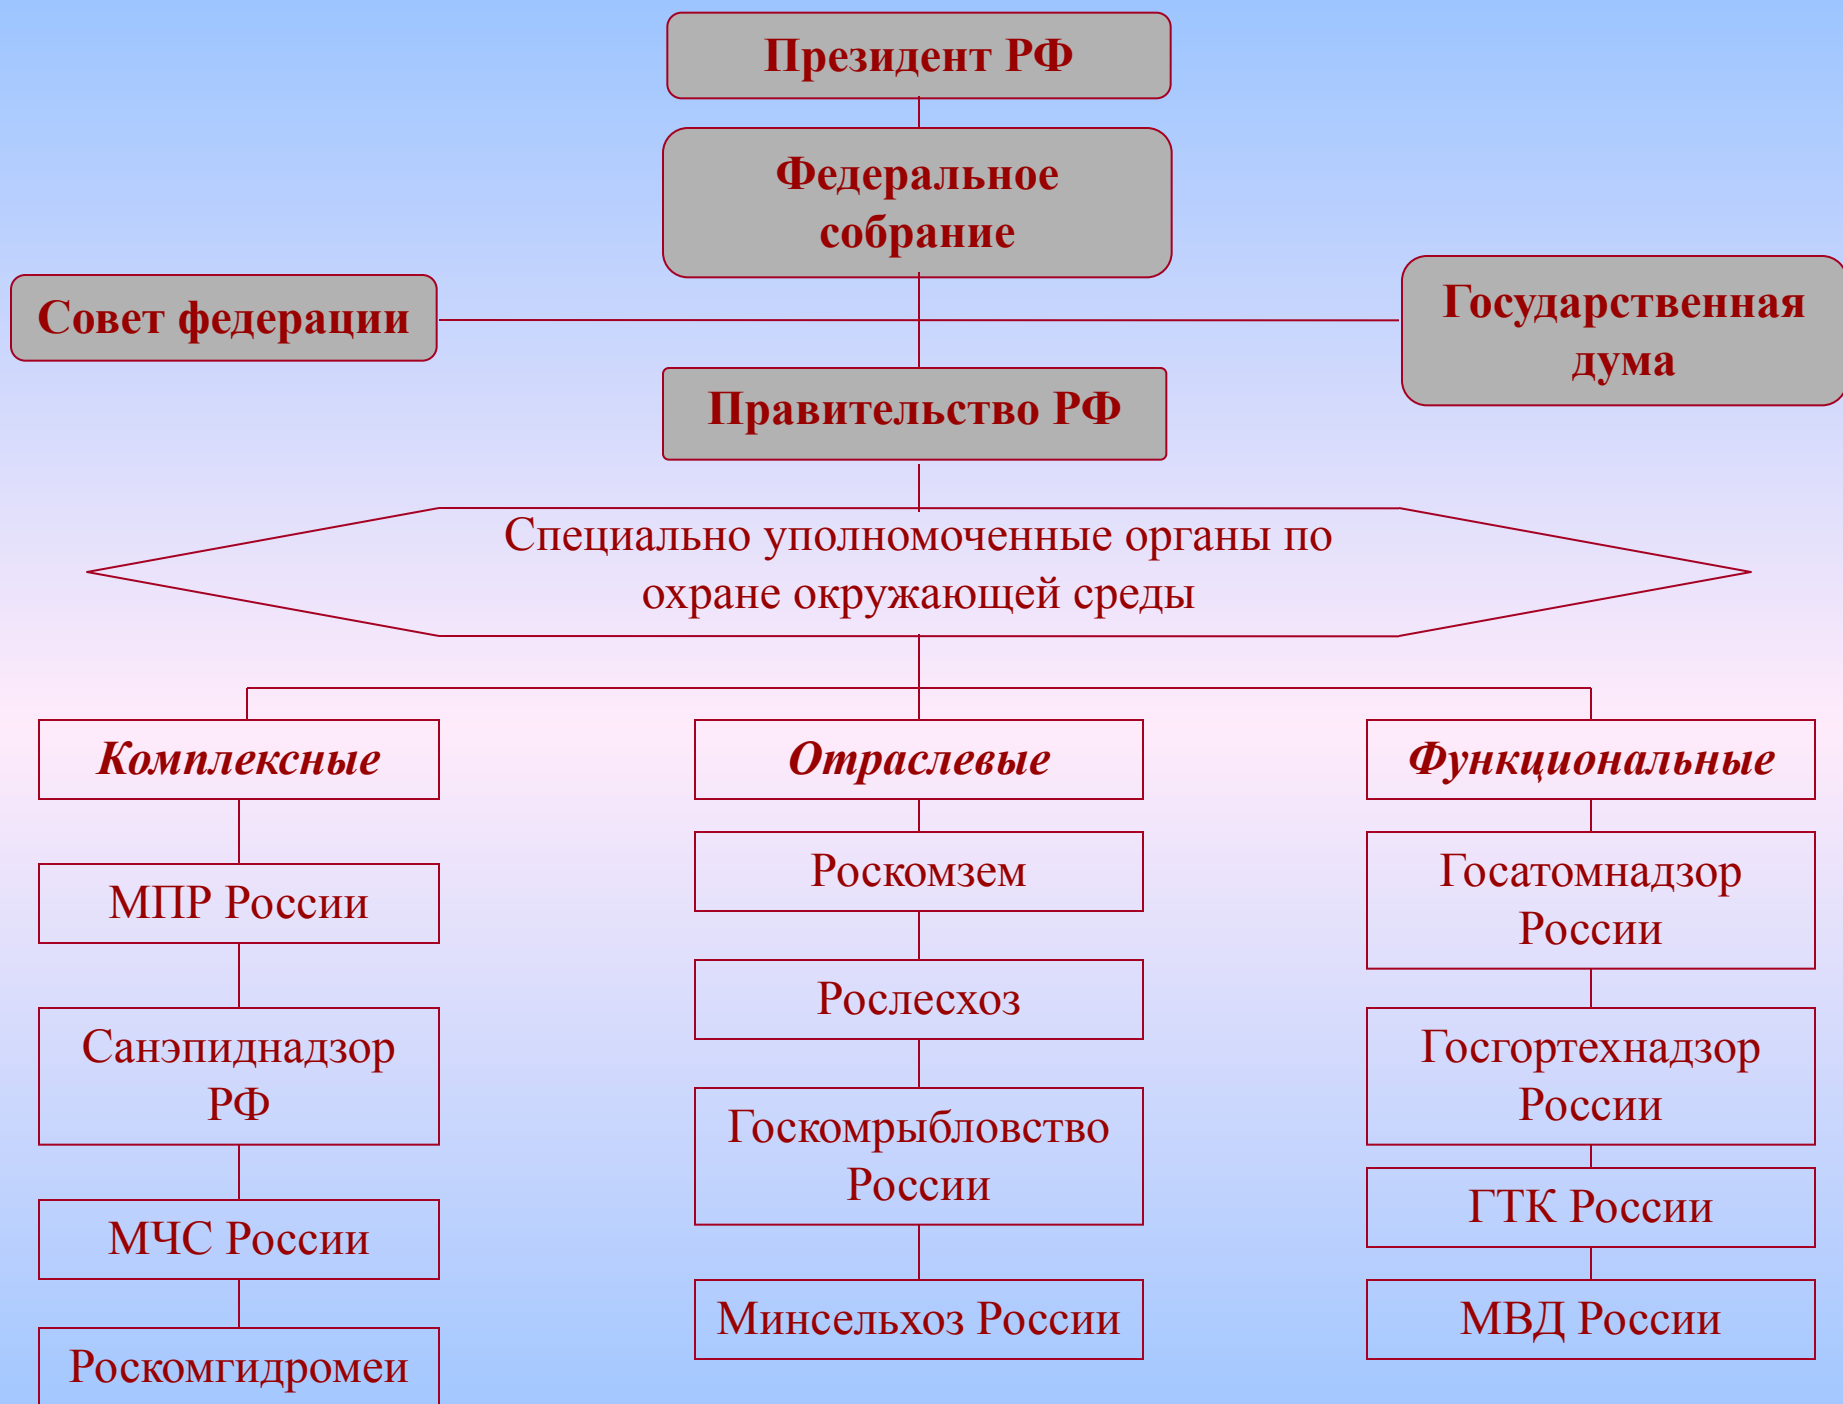 Президент РФ
Федеральное
собрание
Совет федерации
Государственная
дума
Правительство РФ
Специально уполномоченные органы по
охране окружающей среды
Комплексные
МПР России
Санэпиднадзор
РФ
МЧС России
Роскомгидромеи
Отраслевые
Роскомзем
Рослесхоз
Госкомрыбловство
России
Минсельхоз России
Функциональные
Госатомнадзор
России
Госгортехнадзор
России
ГТК России
МВД России